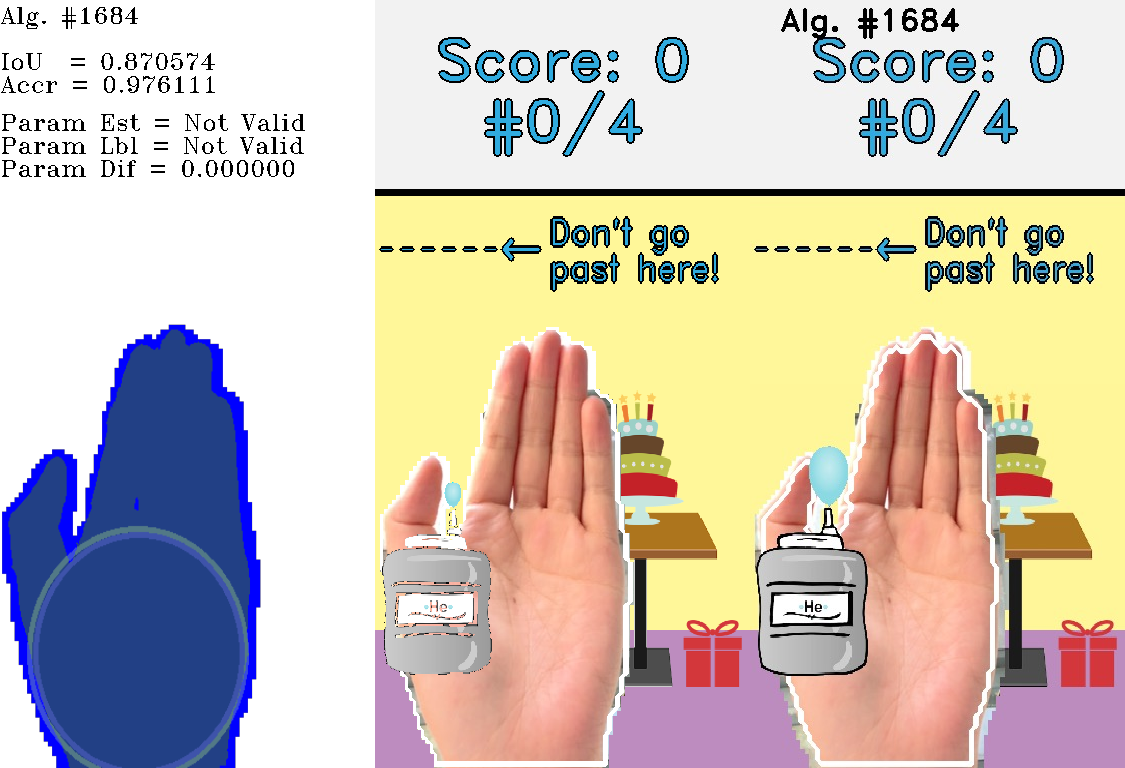 Alg. #1684
IoU = 0.870574
Accr = 0.976111
Param Est = Not Valid
Param Lbl = Not Valid
Param Dif = 0.000000
Score: 0
#0/4
Don't go
past here!
He
Alg. #1684
Score: 0
#0/4
Don't go
past here!
He